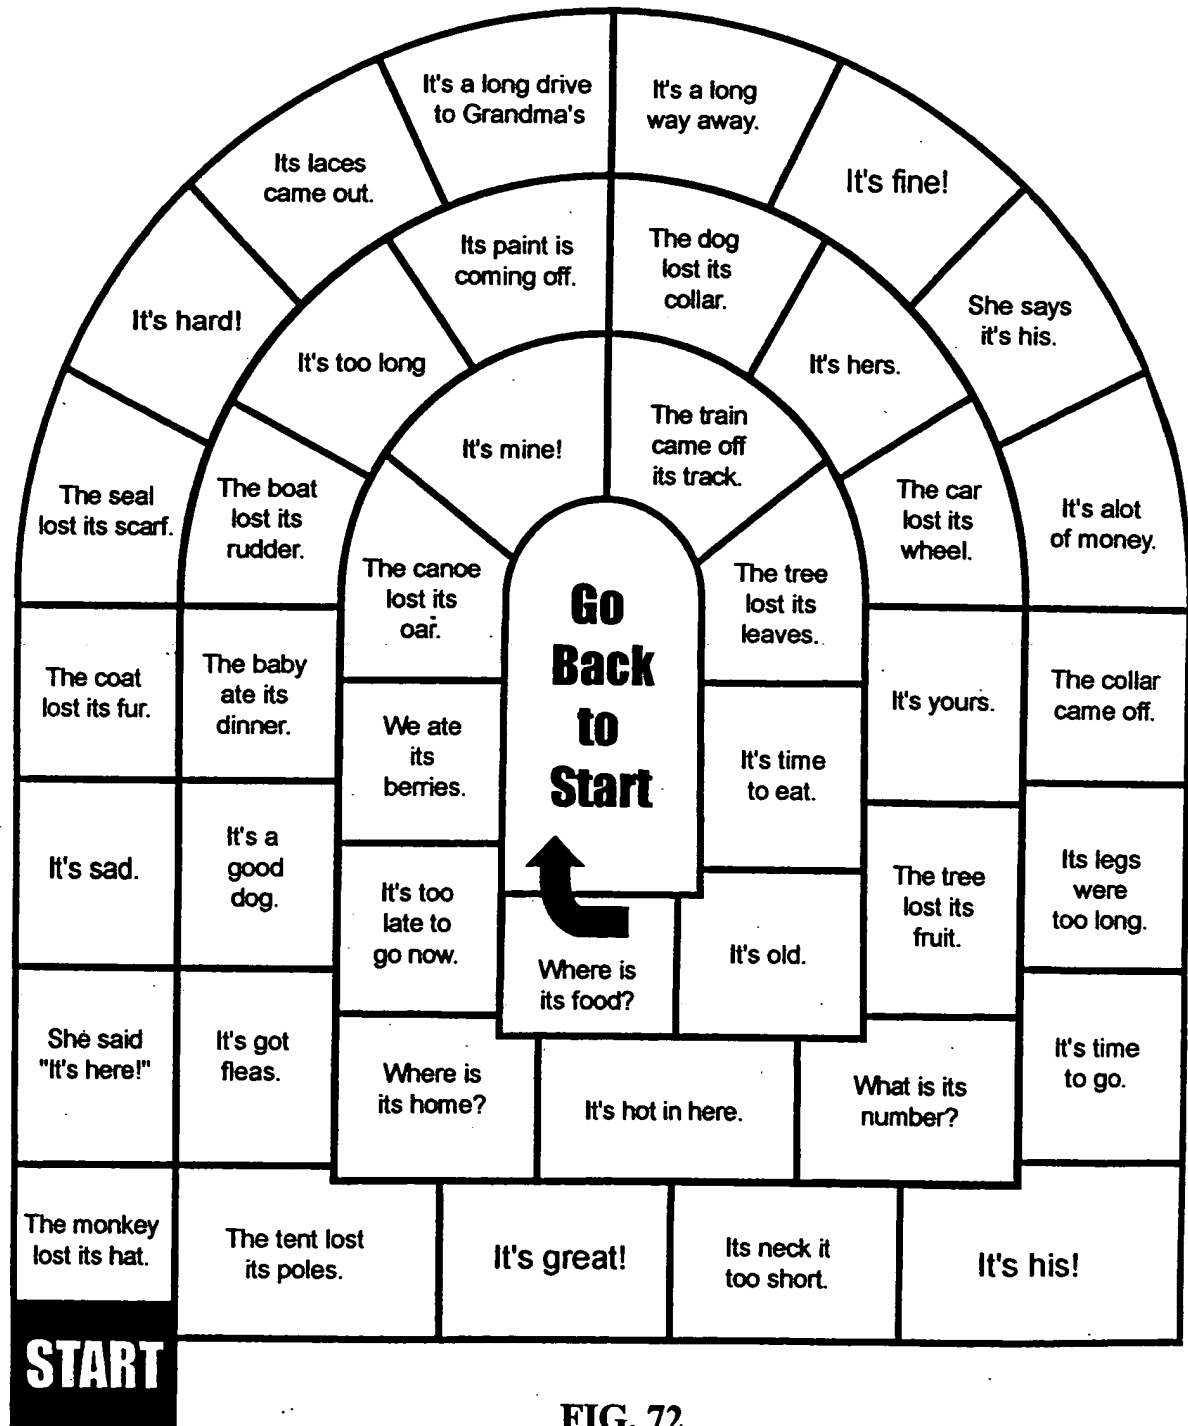 START
The monkey
lost its hat.
She said
"It's here!"
It's sad.
The coat
lost its fur.
The seal
lost its scarf.
It's hard!
Its laces
came out.
It's a long drive
to Grandma's
It's a long
way away.
It's fine!
She says
it's his.
It's alot
of money.
The collar
came off.
Its legs
were
too long.
It's time
to go.
It's his!
Its neck it
too short.
It's great!
The tent lost
its poles.
It's got
fleas.
It's a
good
dog.
The baby
ate its
dinner.
The boat
lost its
rudder.
It's too long
Its paint is
coming off.
The dog
lost its
collar.
It's hers.
The car
lost its
wheel.
It's yours.
The tree
lost its
fruit.
What is its
number?
It's hot in here.
Where is
its home?
It's too
late to
go now.
We ate
its
berries.
The canoe
lost its
oar.
It's mine!
The train
came off
its track.
The tree
lost its
leaves.
It's time
to eat.
It's old.
Where is
its food?
Go
Back
to
Start
FIG. 72